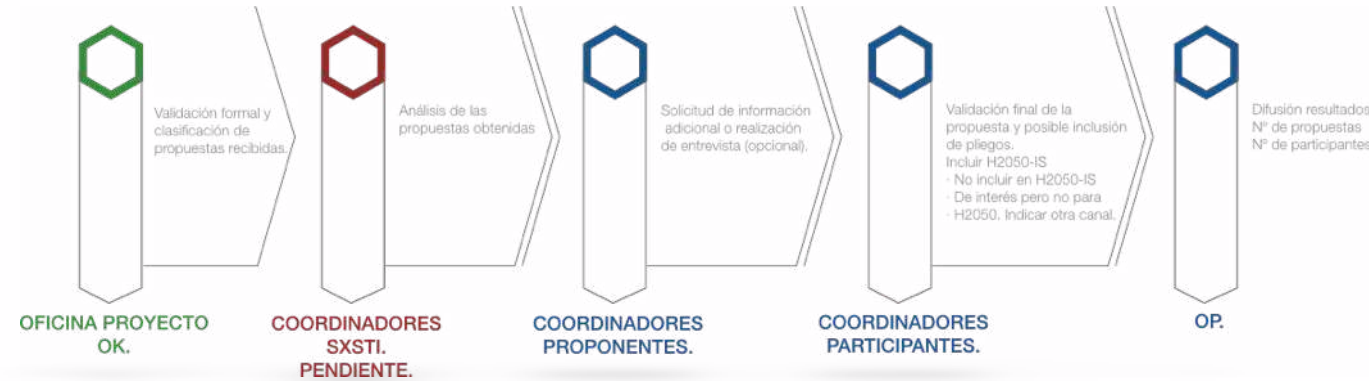 Validación formal y
clasificación de
propuestas recibidas.
OFICINA PROYECTO
OK.
Análisis de las
propuestas obtenidas
COORDINADORES
SXSTI.
PENDIENTE.
Solicitud de información
adicional o realización
de entrevista (opcional).
COORDINADORES
PROPONENTES.
Validación final de la
propuesta y posible inclusión
de pliegos.
Incluir H2050-IS
· No incluir en H2050-IS
· De interés pero no para
· H2050. Indicar otra canal.
COORDINADORES
PARTICIPANTES.
Difusión resultados
Nº de propuestas
Nº de participantes
OP.